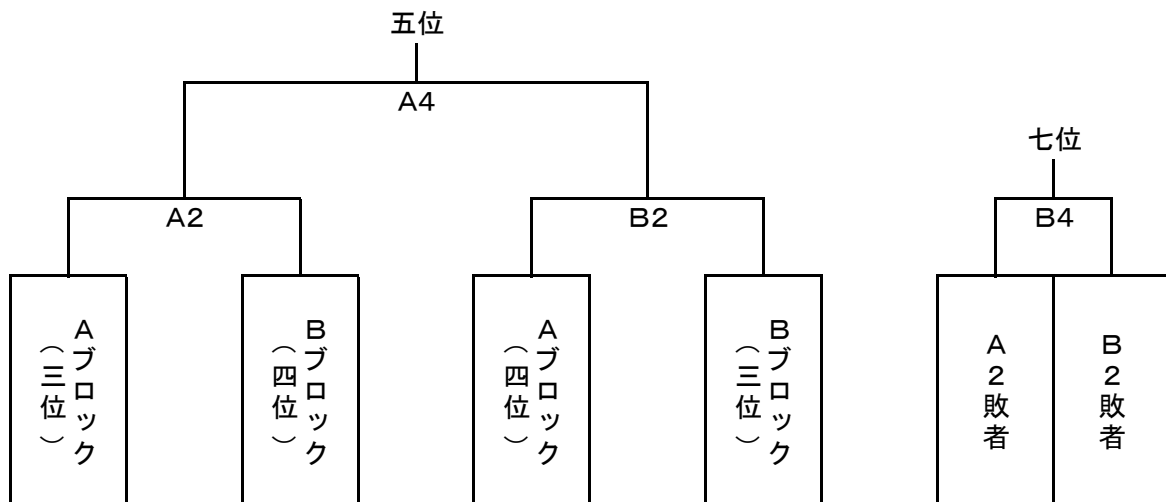 五位
A4
七位
A2
B2
B4
Aブロック
（三位）
Bブロック
（四位）
Aブロック
（四位）
Bブロック
（三位）
A2敗者
B2敗者